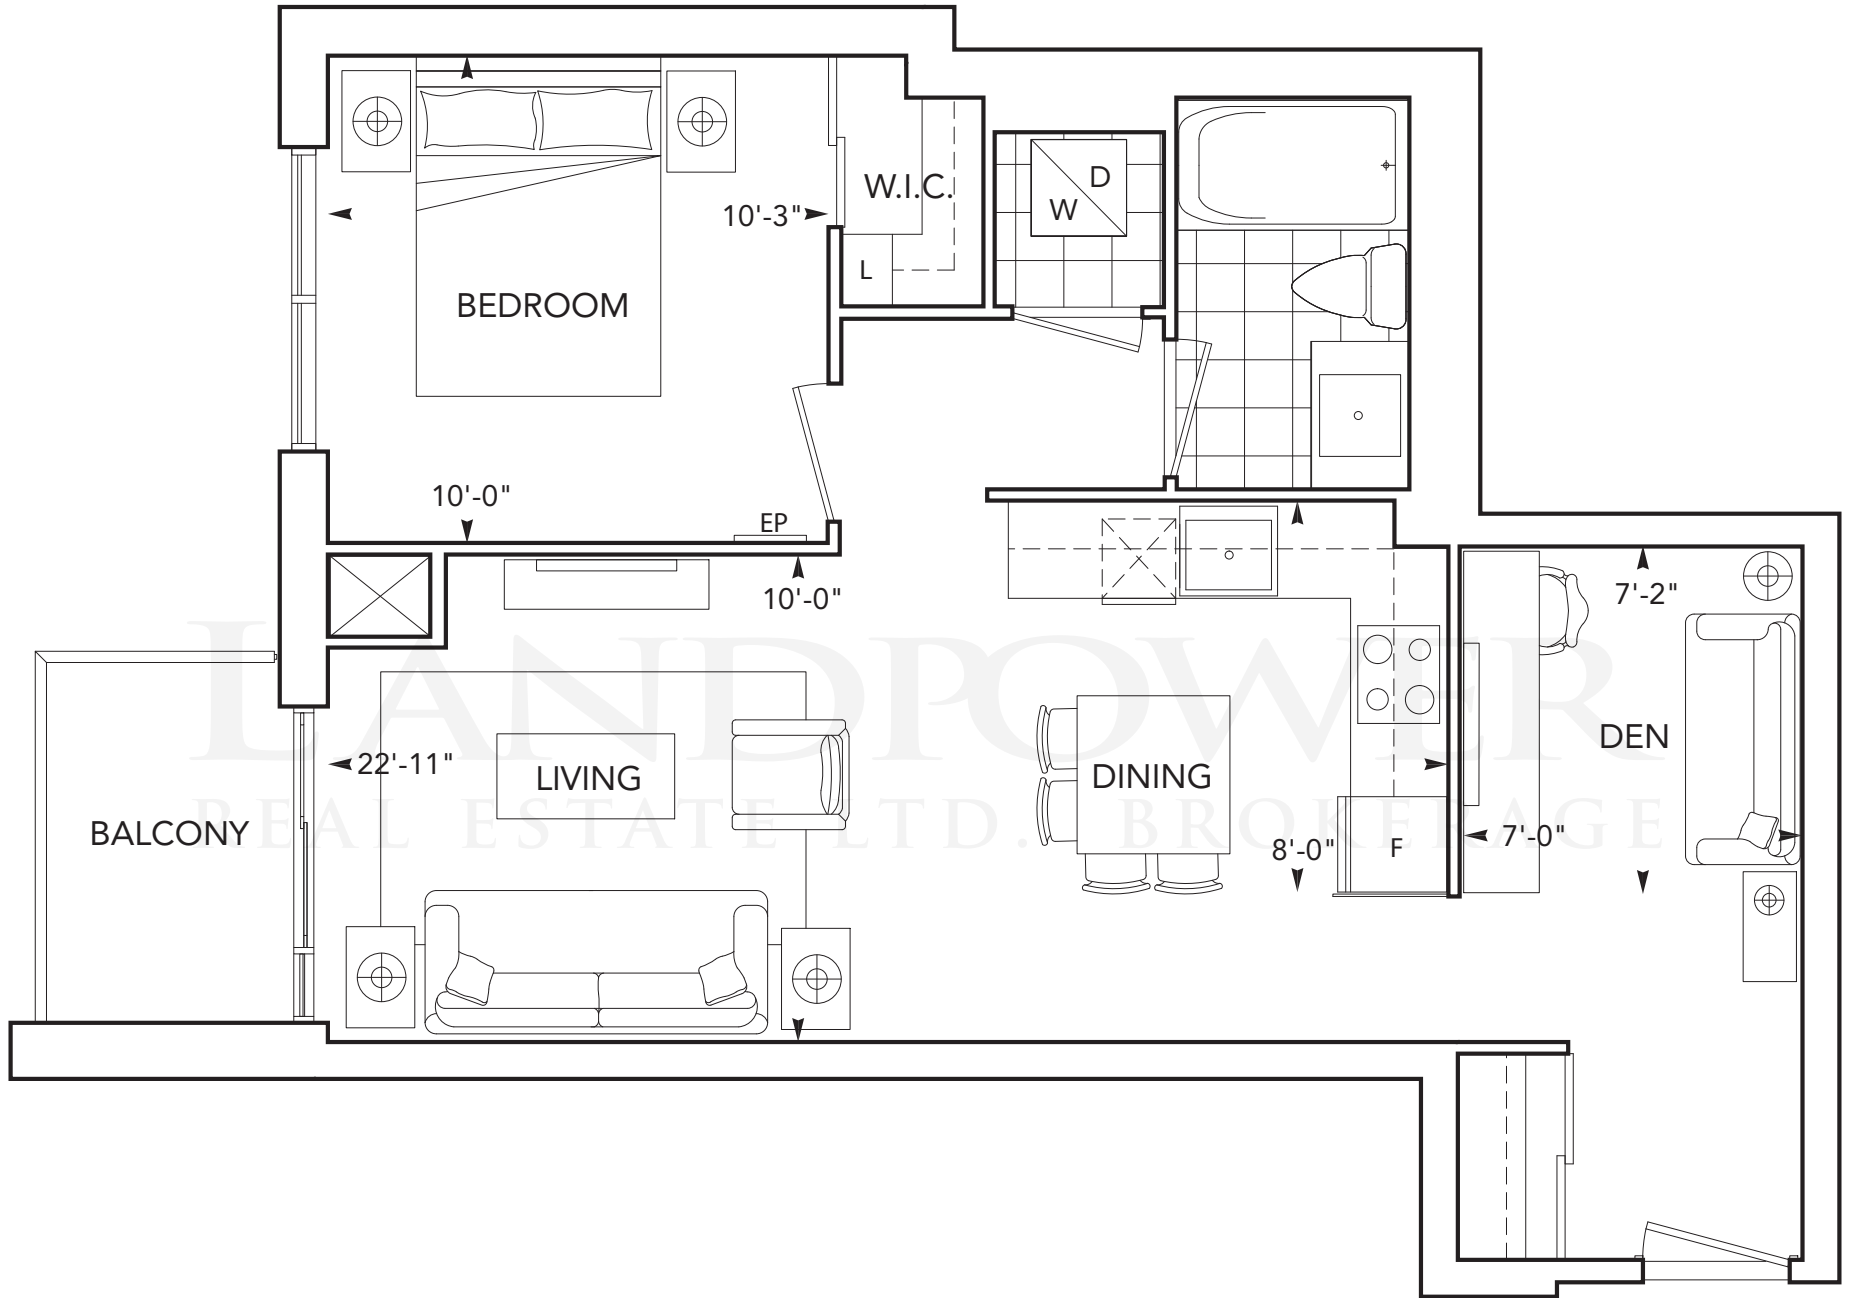 W.I.C.
D
W
10'-3"
L
BEDROOM
10'-0"
EP
10'-0"
7'-2"
LANDPOWER
DEN
22'-11"
LIVING
DINING
REAL ESTATE LTD. BROKERAGE
BALCONY
8'-0"
F
7'-0"